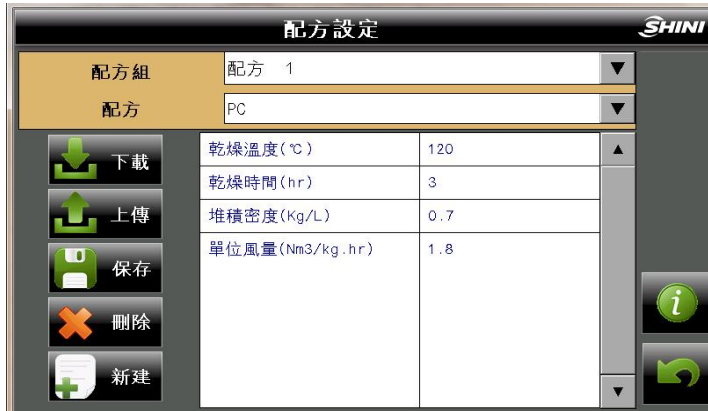 配方設定
SHINI
配方組
配方 1
配方
PC
下載
上傳
保存
刪除
新建
乾燥溫度(℃)
120
乾燥時間(hr)
3
堆積密度(Kg/L)
0.7
單位風量(Nm3/kg.hr)
1.8
i